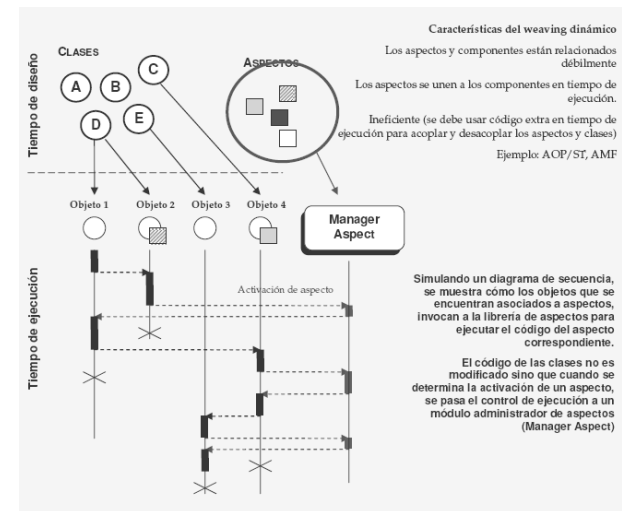 Características del weaving dinámico
Los aspectos y componentes están relacionados
débilmente
Los aspectos se unen a los componentes en tiempo de
ejecución.
Ineficiente (se debe usar código extra en tiempo de
ejecución para acoplar y desacoplar los aspectos y clases)
Ejemplo: AOP/ST, AMF
Tiempo de diseño
CLASES
A
B
C
D
E
ASPECTOS
Objeto 1
Objeto 2
Objeto 3
Objeto 4
Manager
Aspect
Tiempo de ejecución
Activación de aspecto
Simulando un diagrama de secuencia,
se muestra cómo los objetos que se
encuentran asociados a aspectos,
invocan a la librería de aspectos para
ejecutar el código del aspecto
correspondiente.
El código de las clases no es
modificado sino que cuando se
determina la activación de un aspecto,
se pasa el control de ejecución a un
módulo administrador de aspectos
(Manager Aspect)